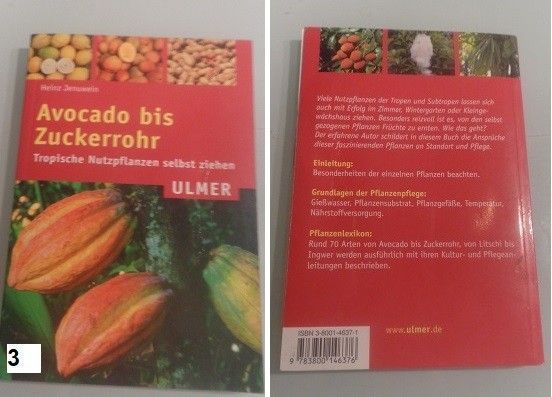 Heinz Jenuwein
Avocado bis
Zuckerrohr
Tropische Nutzpflanzen selbst ziehen
ULMER
3
Viele Nutzpflanzen der Tropen und Subtropen lassen sich
auch mit Erfolg im Zimmer, Wintergarten oder Kleinge-
wächshaus ziehen. Besonders reizvoll ist es, von den selbst
gezogenen Pflanzen Früchte zu ernten. Wie das geht?
Der erfahrene Autor schildert in diesem Buch die Ansprüche
dieser faszinierenden Pflanzen an Standort und Pflege.
Einleitung:
Besonderheiten der einzelnen Pflanzen beachten.
Grundlagen der Pflanzenpflege:
Gießwasser, Pflanzensubstrat, Pflanzgefäße, Temperatur,
Nährstoffversorgung.
Pflanzenlexikon:
Rund 70 Arten von Avocado bis Zuckerrohr, von Litschi bis
Ingwer werden ausführlich mit ihren Kultur- und Pflegean-
leitungen beschrieben.
ISBN 3-8001-4637-1
9 783800 146376
www.ulmer.de